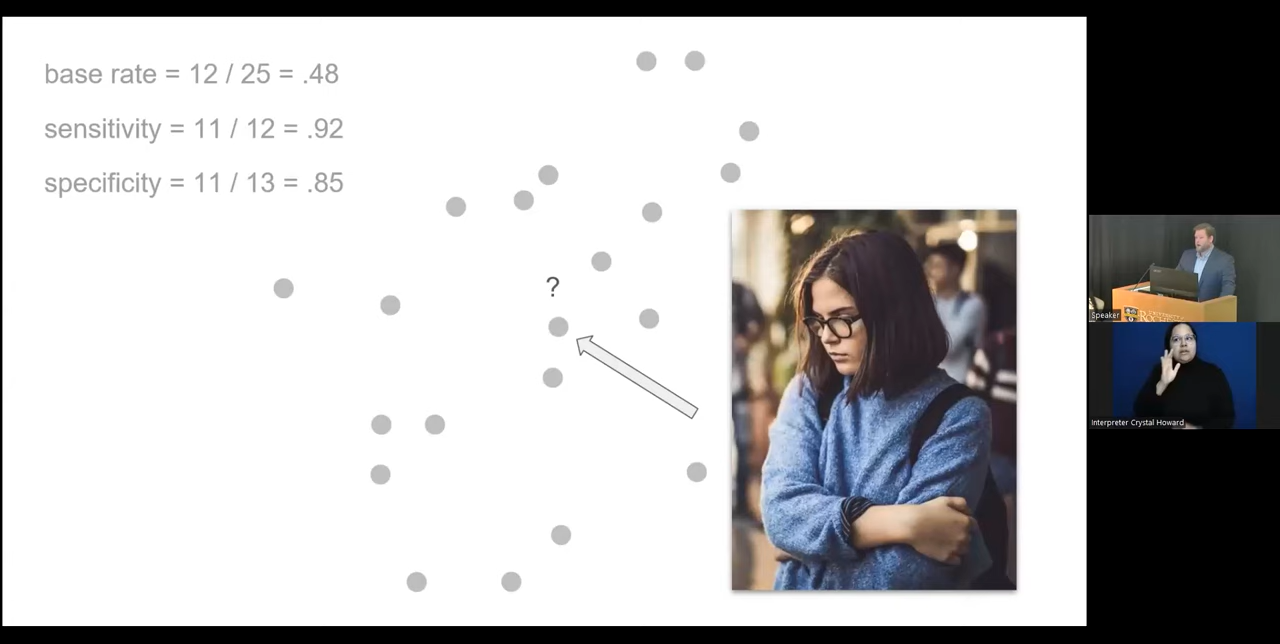 base rate = 12 / 25 = .48
sensitivity = 11 / 12 = .92
specificity = 11 / 13 = .85
?
Speaker
Interpreter Crystal Howard